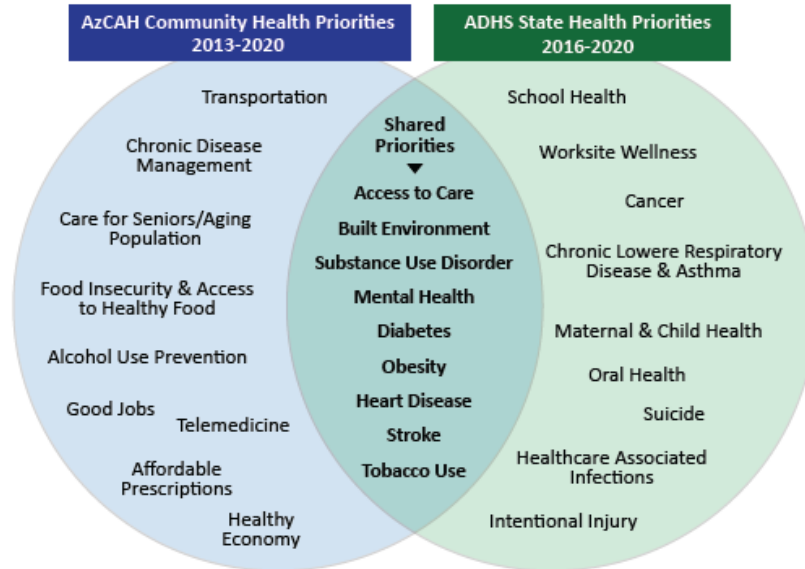 AzCAH Community Health Priorities
2013-2020
ADHS State Health Priorities
2016-2020
Transportation
Chronic Disease
Management
Care for Seniors/Aging
Population
Food Insecurity & Access
to Healthy Food
Alcohol Use Prevention
Good Jobs
Telemedicine
Affordable
Prescriptions
Healthy
Economy
Shared
Priorities
Access to Care
Built Environment
Substance Use Disorder
Mental Health
Diabetes
Obesity
Heart Disease
Stroke
Tobacco Use
School Health
Worksite Wellness
Cancer
Chronic Lowere Respiratory
Disease & Asthma
Maternal & Child Health
Oral Health
Suicide
Healthcare Associated
Infections
Intentional Injury